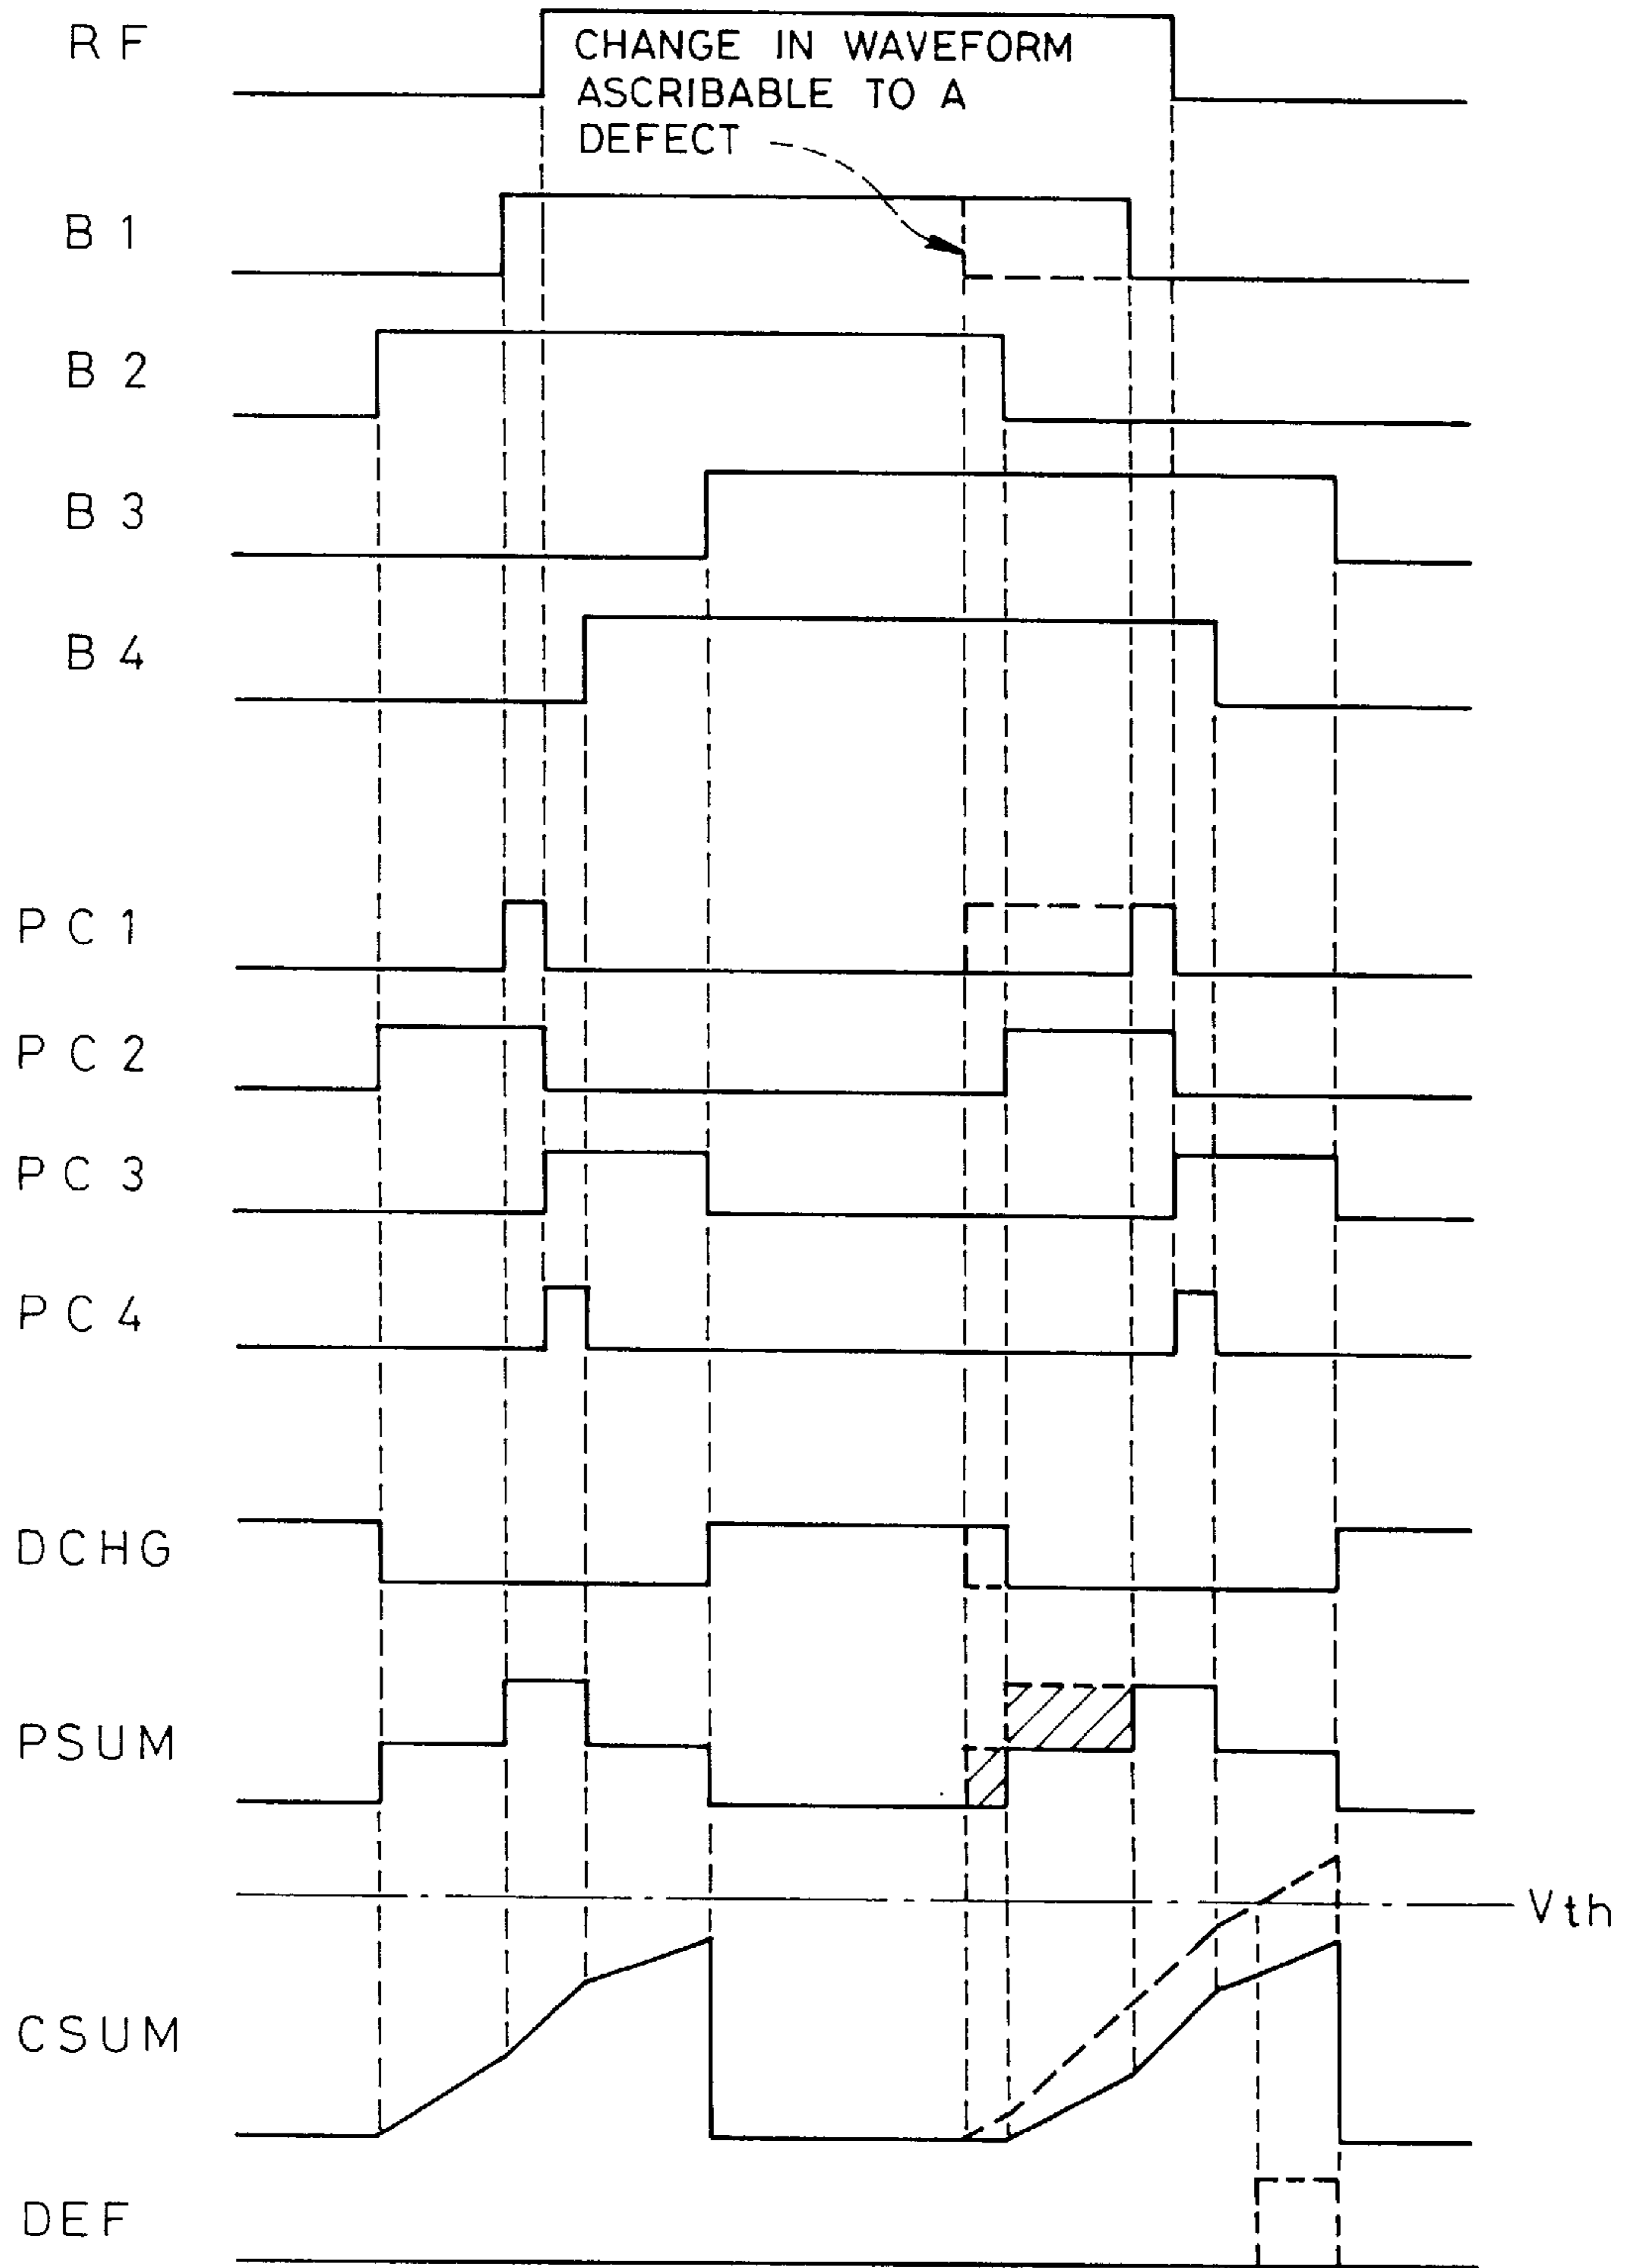 RF
CHANGE IN WAVEFORM
ASCRIBABLE TO A
DEFECT
B1
B2
B3
B4
PC1
PC2
PC3
PC4
DCHG
PSUM
Vth
CSUM
DEF